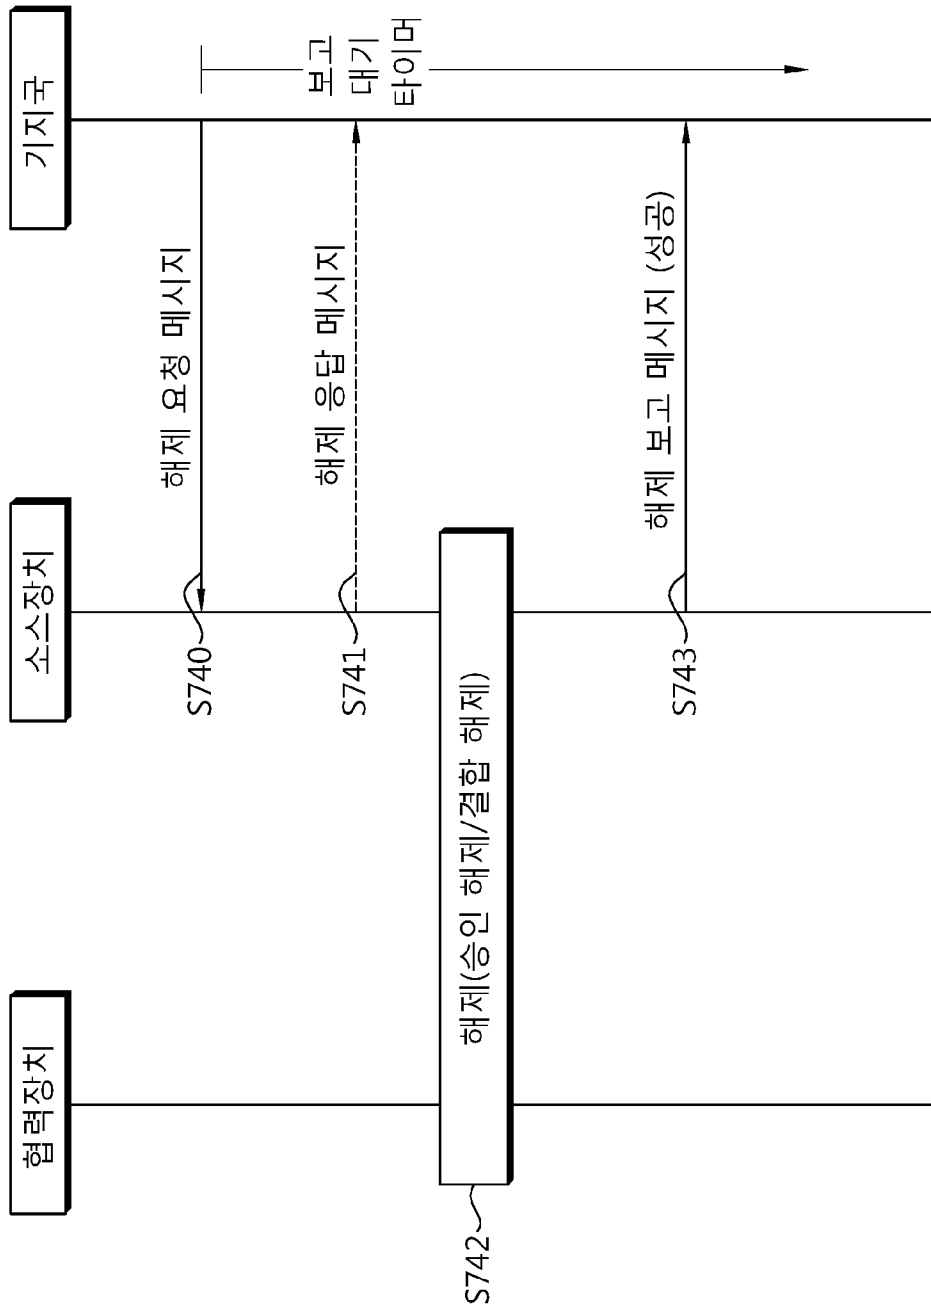 협력장치
소스장치
기지국
해제 요청 메시지
S740
보고
대기
타이머
해제 응답 메시지
S741
해제(승인 해제/결합 해제)
S742
해제 보고 메시지 (성공)
S743